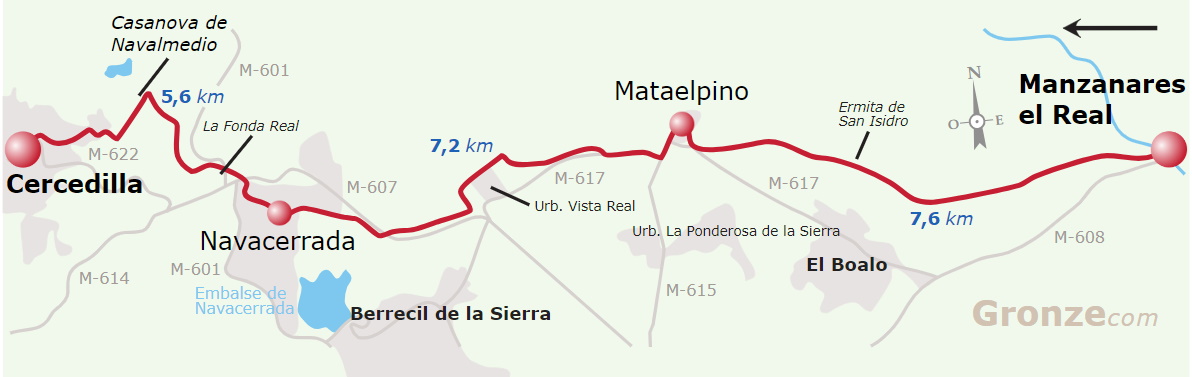 Casanova de
Navalmedio
M-601
5,6 km
La Fonda Real
M-622
Cercedilla
M-614
M-601
Navacerrada
Embalse de
Navacerrada
Berrecil de la Sierra
M-607
7,2 km
Urb. Vista Real
M-617
Mataelpino
Urb. La Ponderosa de la Sierra
M-615
M-617
Ermita de
San Isidro
El Boalo
7,6 km
N
O
E
Manzanares
el Real
M-608
Gronze.com